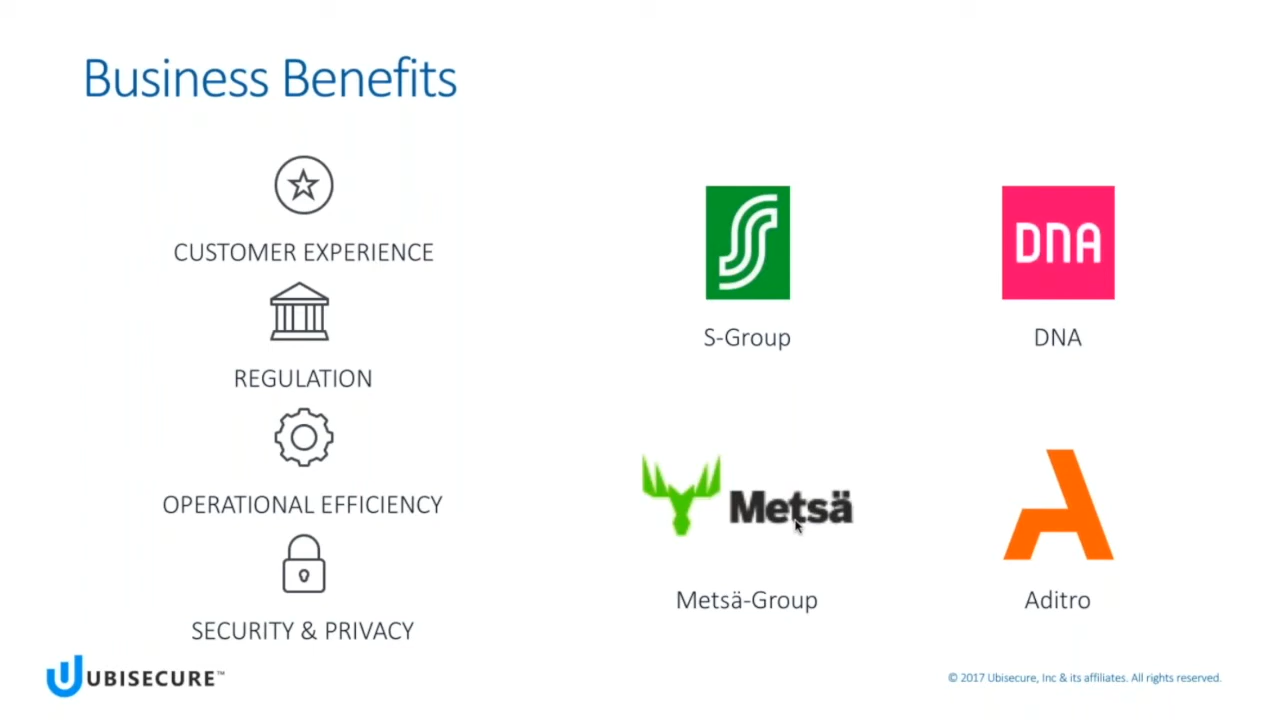 Business Benefits
CUSTOMER EXPERIENCE
REGULATION
OPERATIONAL EFFICIENCY
SECURITY & PRIVACY
S-Group
DNA
DNA
Metsä
Metsä-Group
Aditro
UBISECURE™
© 2017 Ubisecure, Inc & its affiliates. All rights reserved.